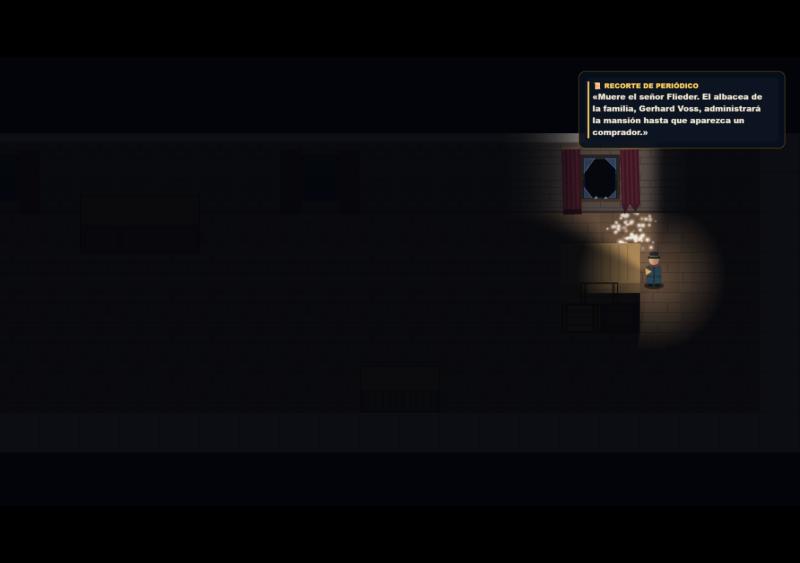 RECORTE DE PERIÓDICO
«Muere el señor Flieder. El albacea de
la familia, Gerhard Voss, administrará
la mansión hasta que aparezca un
comprador.»